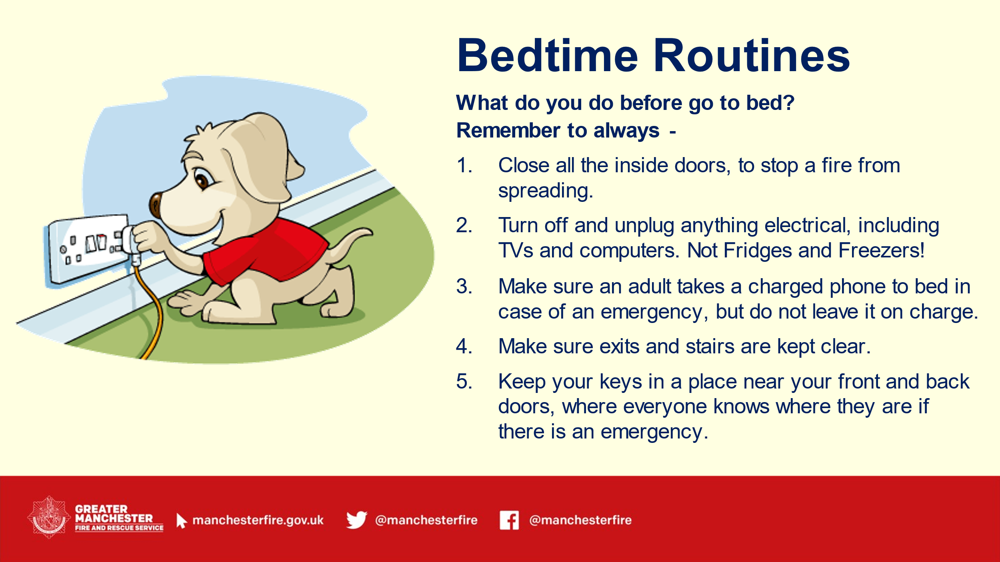 Bedtime Routines
What do you do before go to bed?
Remember to always -
1. Close all the inside doors, to stop a fire from
spreading.
2. Turn off and unplug anything electrical, including
TVs and computers. Not Fridges and Freezers!
3. Make sure an adult takes a charged phone to bed in
case of an emergency, but do not leave it on charge.
4. Make sure exits and stairs are kept clear.
5. Keep your keys in a place near your front and back
doors, where everyone knows where they are if
there is an emergency.
GREATER
MANCHESTER
FIRE AND RESCUE SERVICE
manchesterfire.gov.uk
@manchesterfire
@manchesterfire